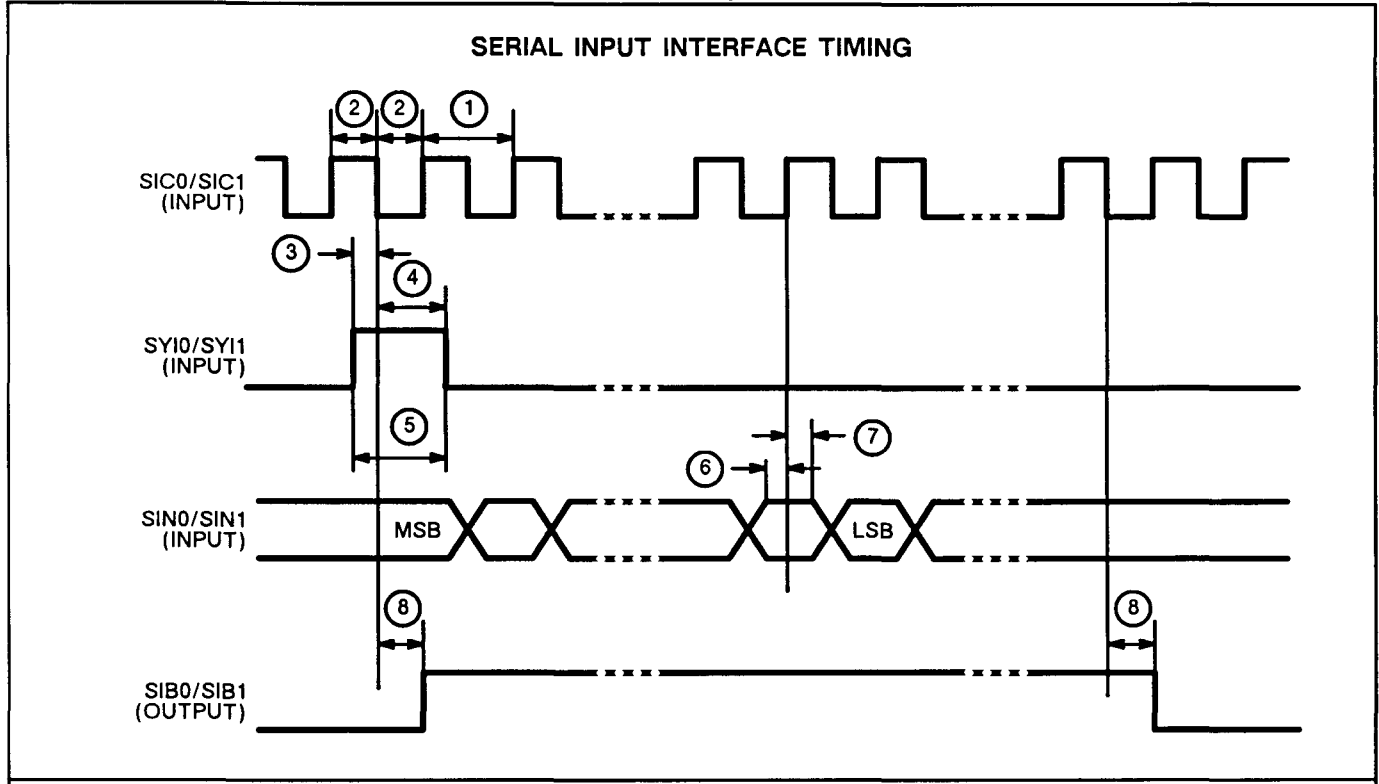 SERIAL INPUT INTERFACE TIMING
2 2 1
SIC0/SIC1
(INPUT)
3
4
SYI0/SYI1
(INPUT)
5
7
6
SIN0/SIN1
(INPUT)
MSB
LSB
8
8
SIB0/SIB1
(OUTPUT)